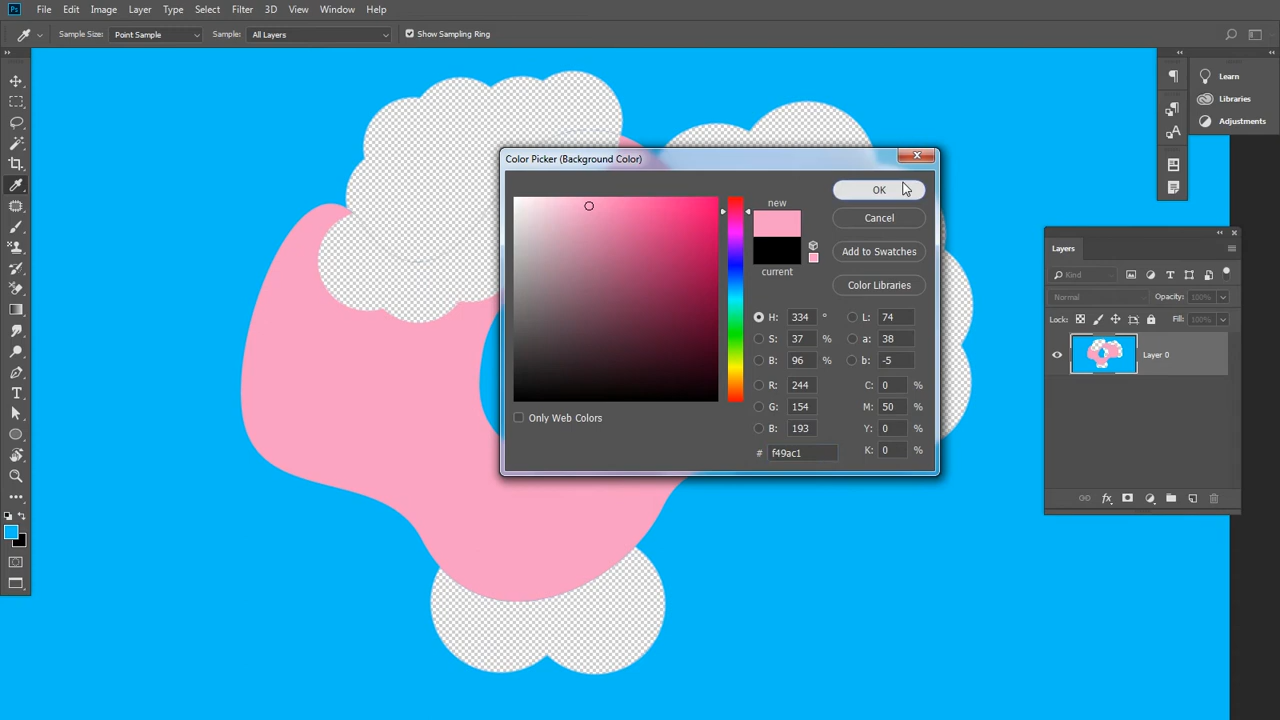 Ps File Edit Image Layer Type Select Filter 3D View Window Help
Sample Size: Point Sample Sample: All Layers Show Sampling Ring
Learn
Libraries
Adjustments
Color Picker (Background Color)
new
current
OK
Cancel
Add to Swatches
Color Libraries
H: 334 ° L: 74
S: 37 % a: 38
B: 96 % b: -5
R: 244 C: 0 %
G: 154 M: 50 %
B: 193 Y: 0 %
# f49ac1 K: 0 %
Only Web Colors
Layers
Kind
Normal Opacity: 100%
Lock: Fill: 100%
Layer 0
fx